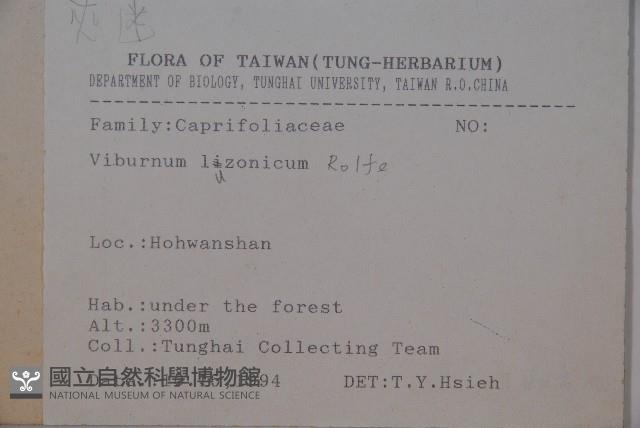 FLORA OF TAIWAN(TUNG-HERBARIUM)
DEPARTMENT OF BIOLOGY, TUNGHAI UNIVERSITY, TAIWAN R.O.CHINA
Family:Caprifoliaceae NO:
Viburnum luzonicum Rolfe
Loc.:Hohwanshan
Hab.:under the forest
Alt.:3300m
Coll.:Tunghai Collecting Team
DET:T.Y.Hsieh
國立自然科學博物館
NATIONAL MUSEUM OF NATURAL SCIENCE